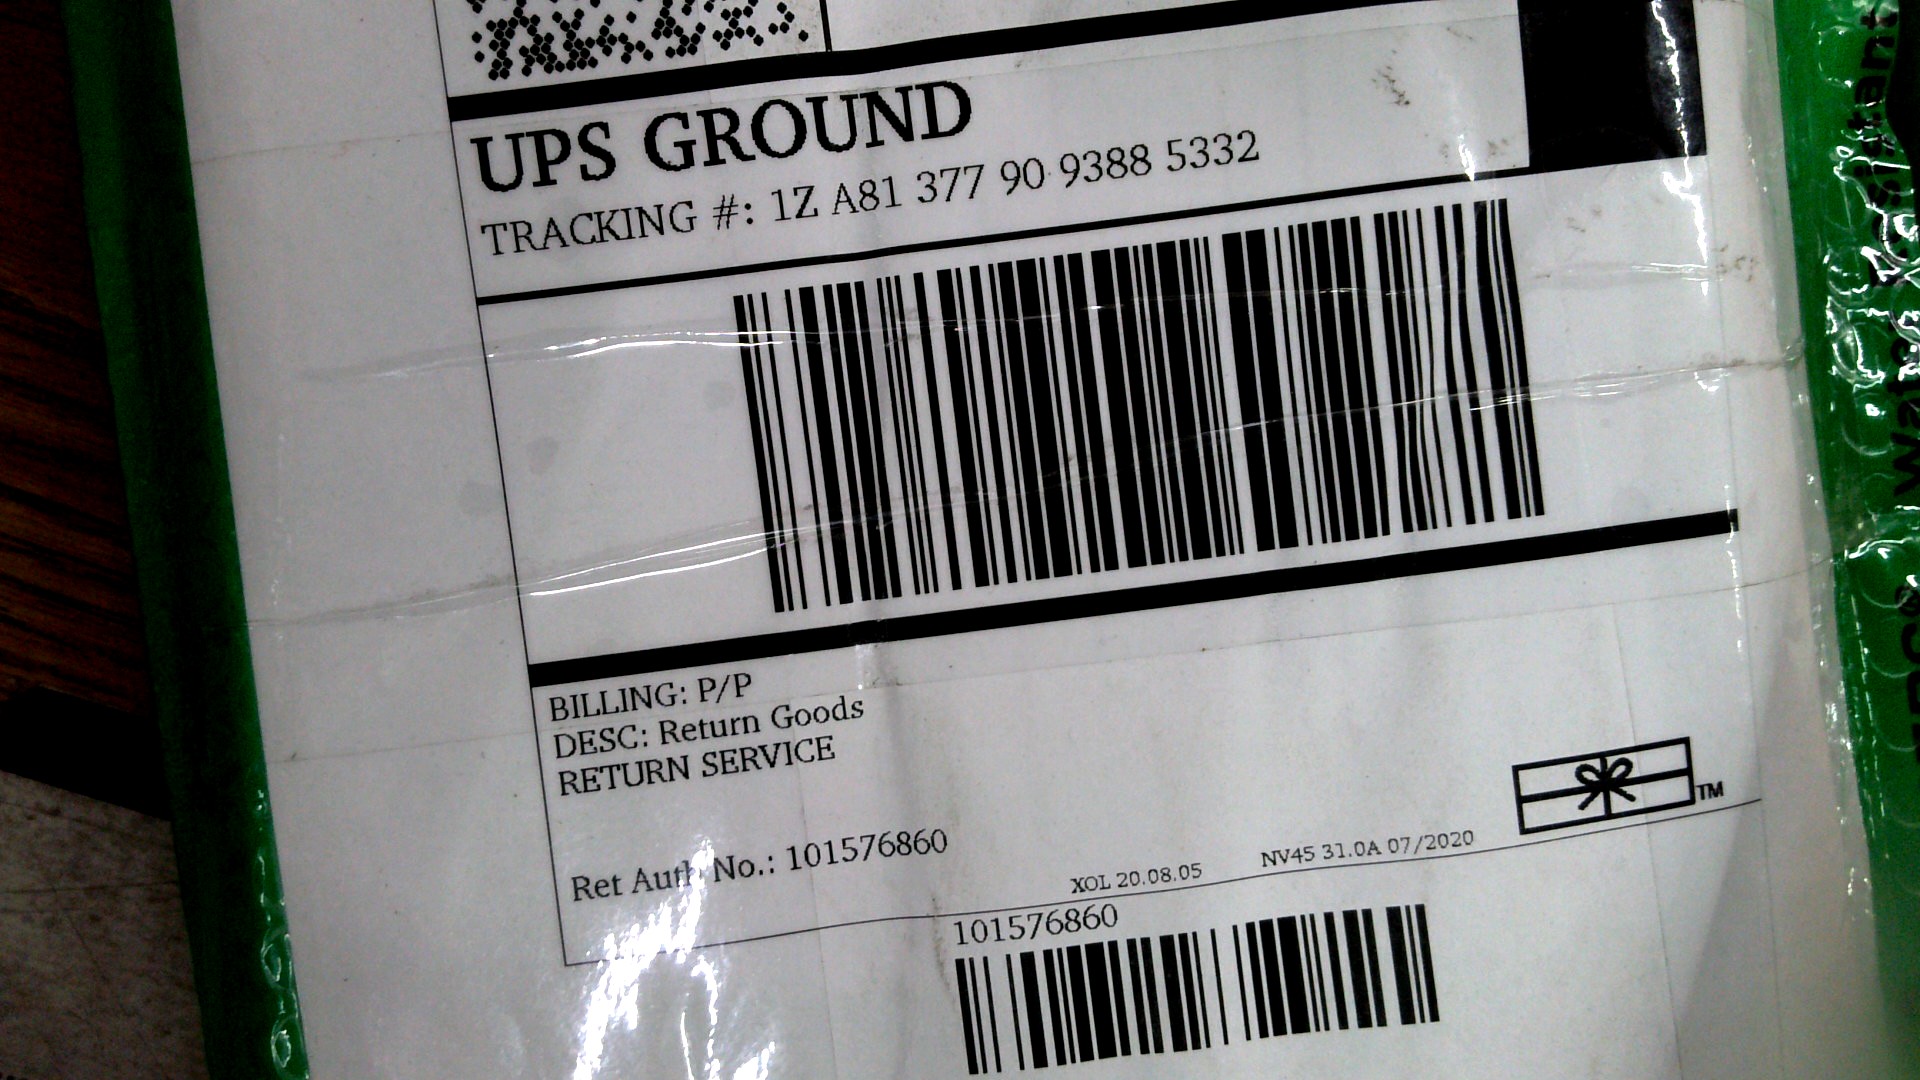 UPS GROUND
TRACKING #: 1Z A81 377 90 9388 5332
BILLING: P/P
DESC: Return Goods
RETURN SERVICE
Ret Auth No.: 101576860
XOL 20.08.05
NV45 31.0A 07/2020
TM
101576860